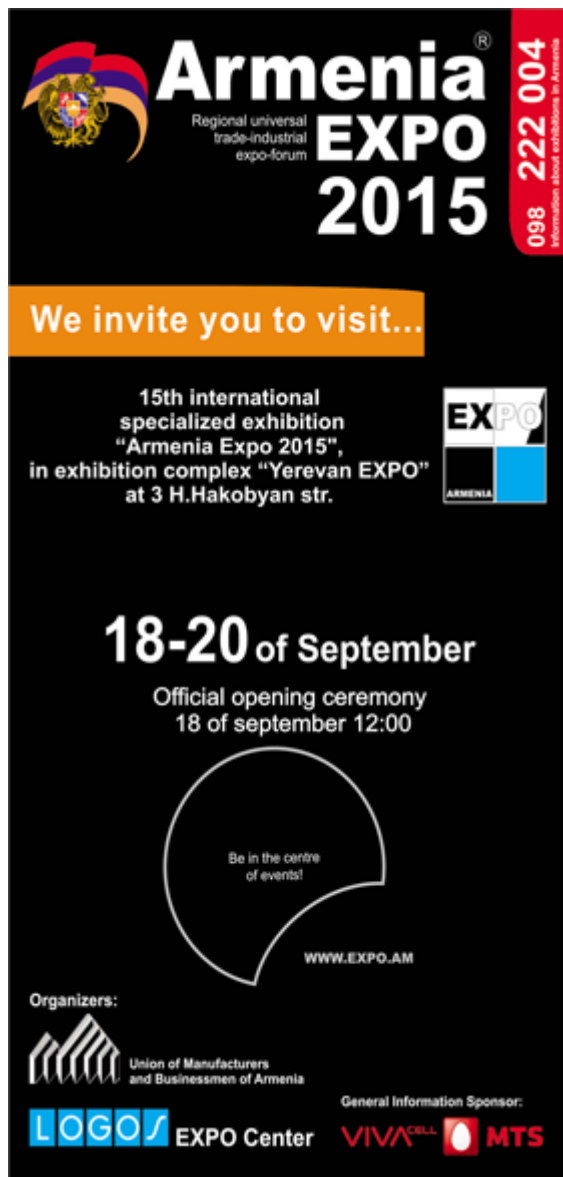 Armenia®
Regional universal
trade-industrial
expo-forum
EXPO
2015
098 222 004
Information about exhibitions in Armenia
We invite you to visit...
15th international
specialized exhibition
“Armenia Expo 2015",
in exhibition complex “Yerevan EXPO”
at 3 H.Hakobyan str.
EXPO
ARMENIA
18-20 of September
Official opening ceremony
18 of september 12:00
Be in the centre
of events!
WWW.EXPO.AM
Organizers:
Union of Manufacturers
and Businessmen of Armenia
LOGOS EXPO Center
General Information Sponsor:
VIVACELL MTS